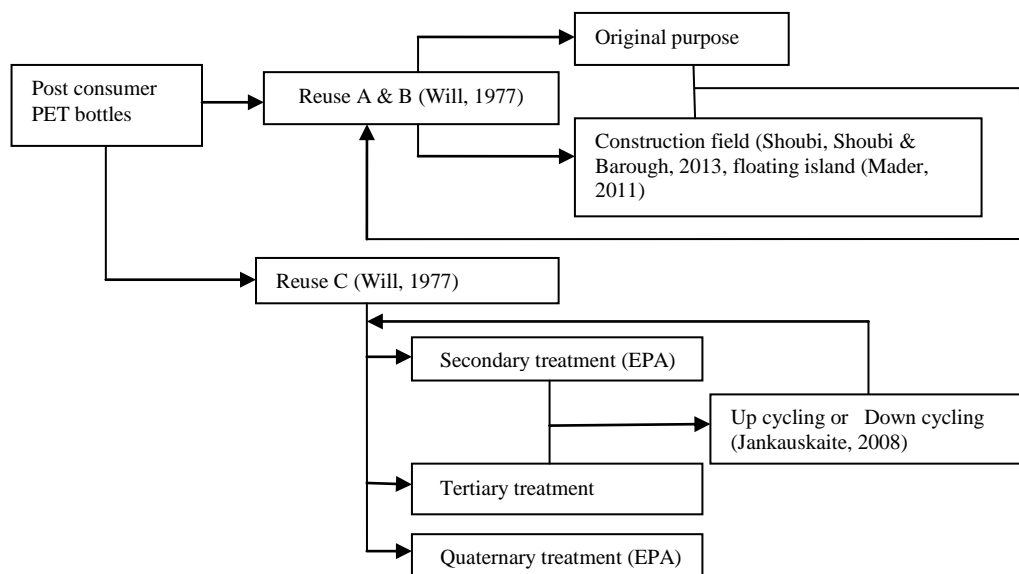 Original purpose
Post consumer
PET bottles
Reuse A & B (Will, 1977)
Construction field (Shoubi, Shoubi &
Barough, 2013, floating island (Mader,
2011)
Reuse C (Will, 1977)
Secondary treatment (EPA)
Up cycling or Down cycling
(Jankauskaite, 2008)
Tertiary treatment
Quaternary treatment (EPA)